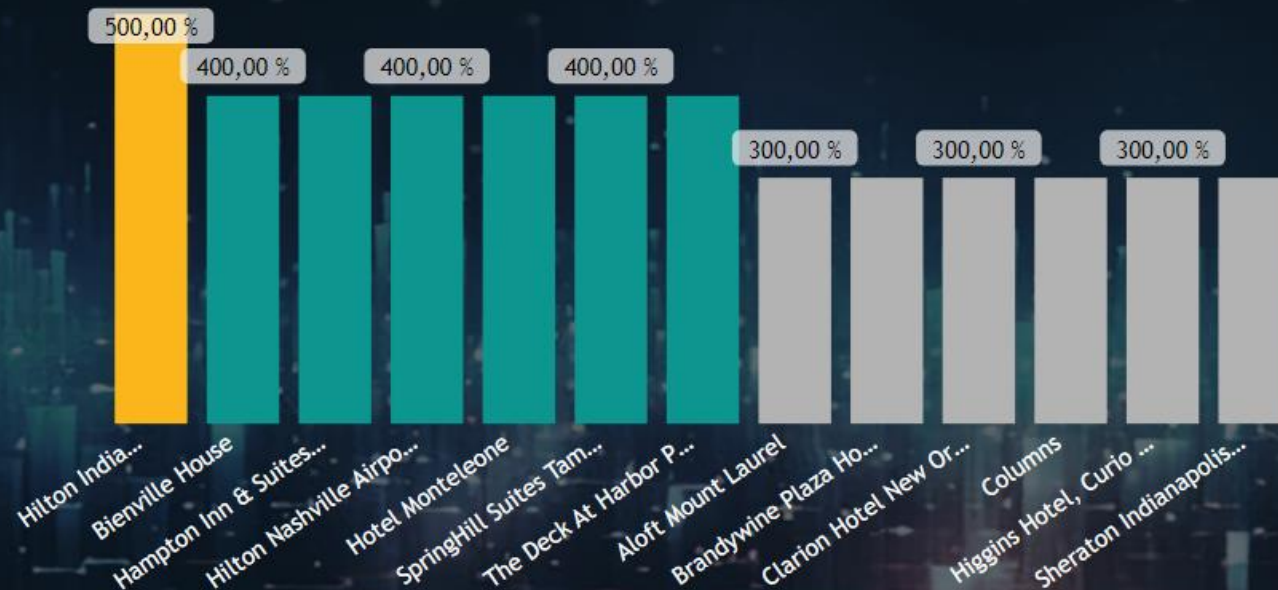 500,00 %
400,00 %
400,00 %
400,00 %
300,00 %
300,00 %
300,00 %
Hilton India...
Bienville House
Hampton Inn & Suites...
Hilton Nashville Airpo...
Hotel Monteleone
SpringHill Suites Tam...
The Deck At Harbor P...
Aloft Mount Laurel
Brandywine Plaza Ho...
Clarion Hotel New Or...
Columns
Higgins Hotel, Curio ...
Sheraton Indianapolis...